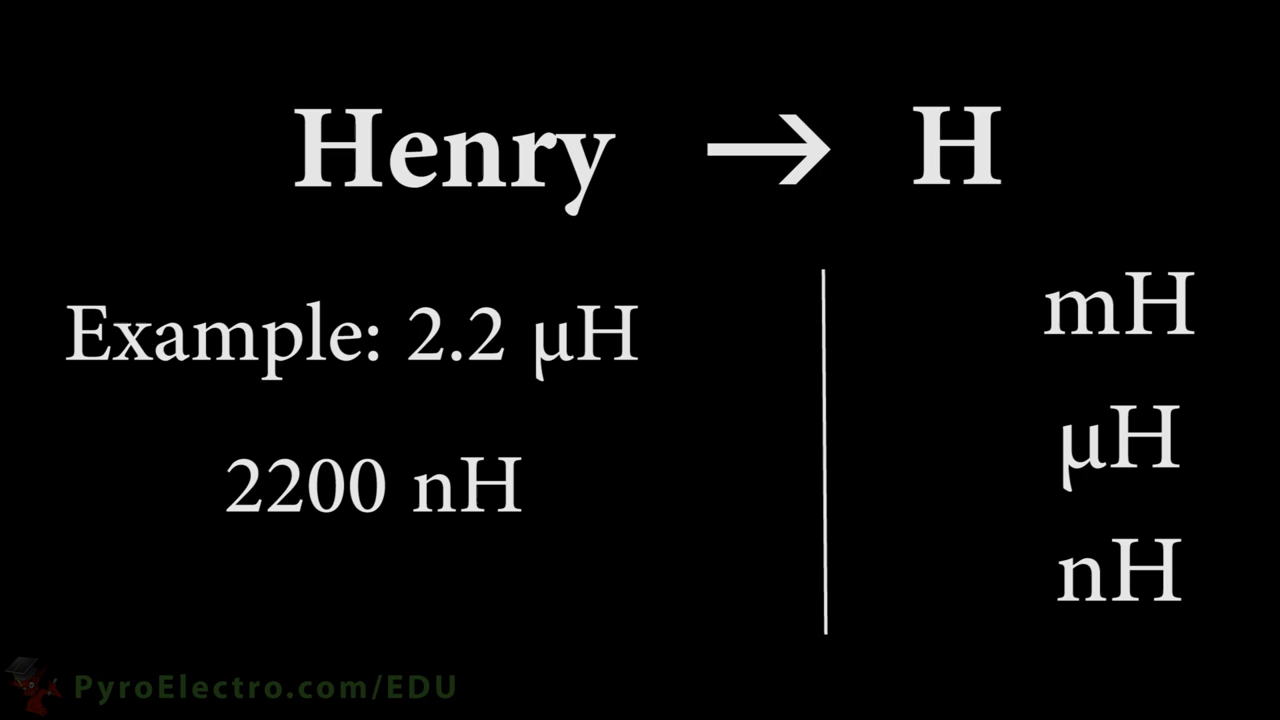 Henry → H
Example: 2.2 µH
2200 nH
mH
µH
nH
PyroElectro.com/EDU